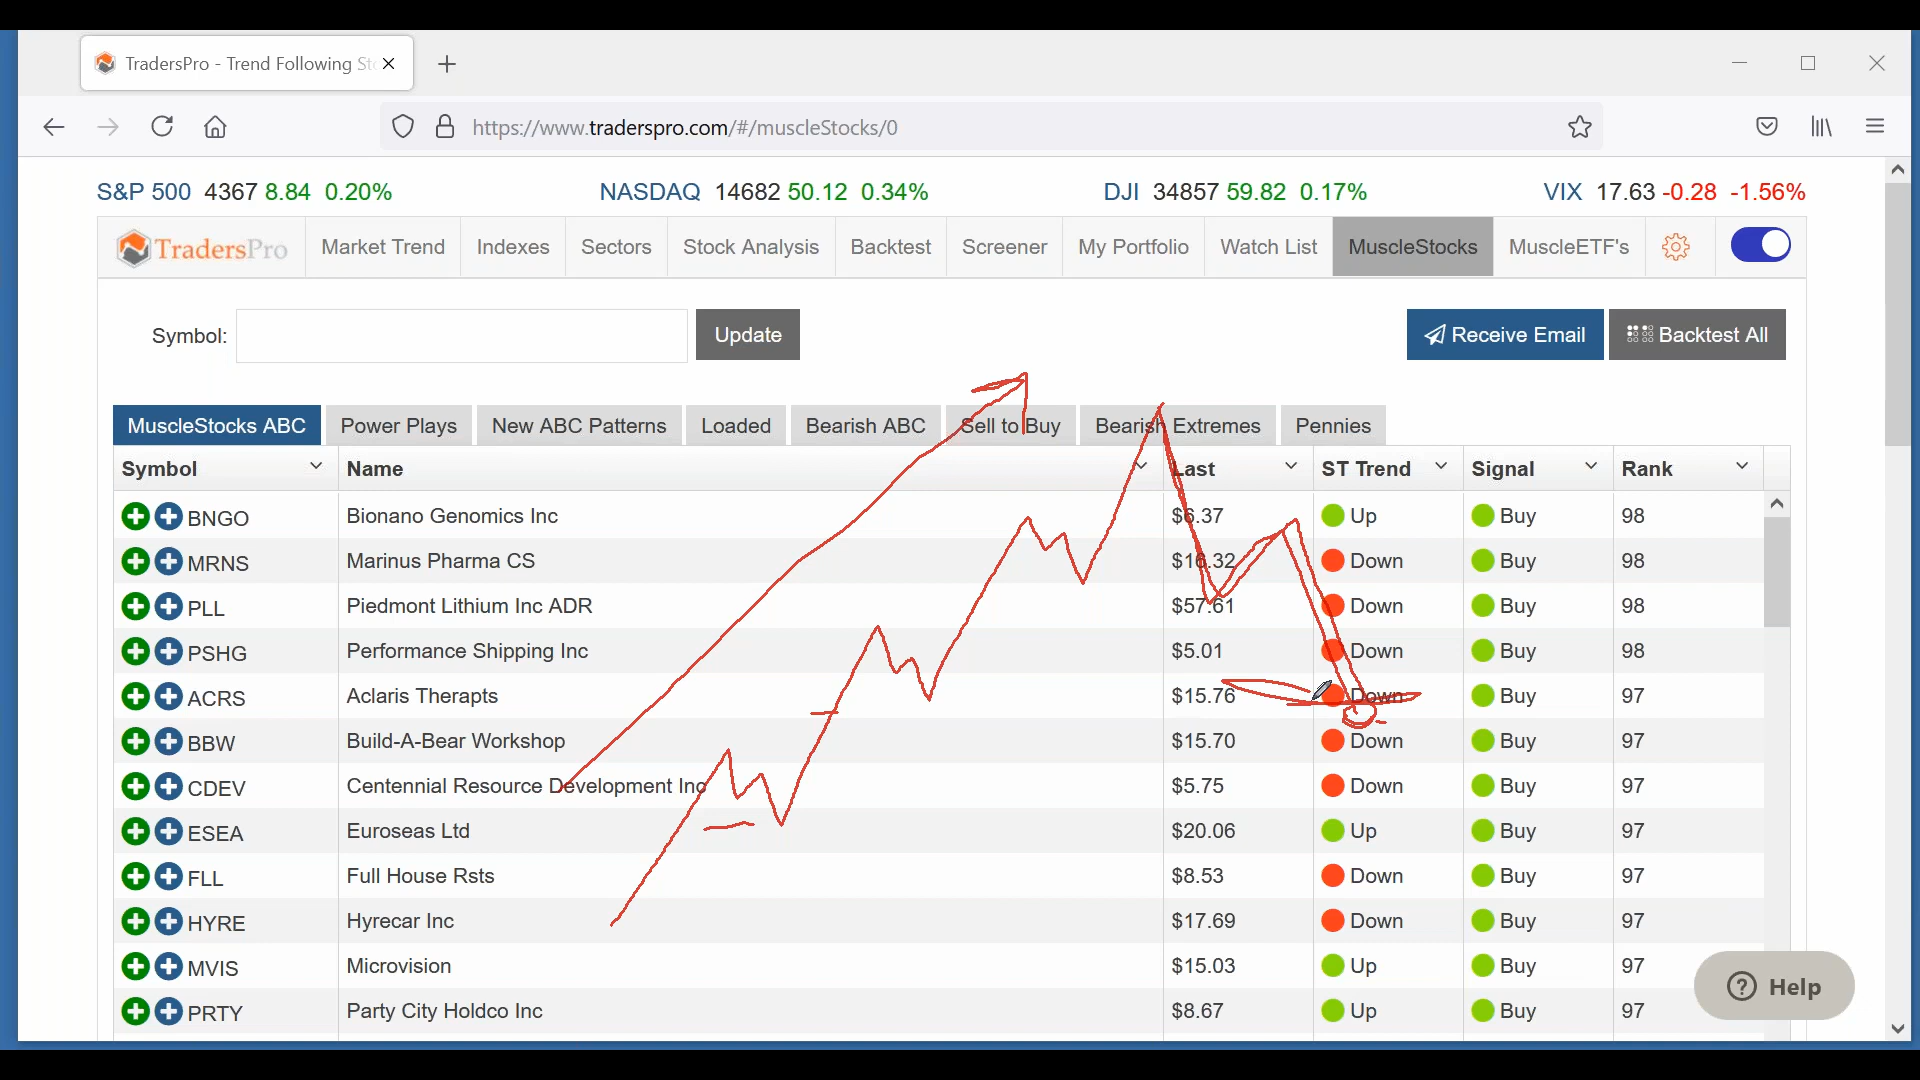 TradersPro - Trend Following Sto
https://www.traderspro.com/#/muscleStocks/0
S&P 500 4367 8.84 0.20% NASDAQ 14682 50.12 0.34% DJI 34857 59.82 0.17% VIX 17.63 -0.28 -1.56%
TradersPro Market Trend Indexes Sectors Stock Analysis Backtest Screener My Portfolio Watch List MuscleStocks MuscleETF's
Symbol: Update Receive Email Backtest All
MuscleStocks ABC Power Plays New ABC Patterns Loaded Bearish ABC Sell to Buy Bearish Extremes Pennies
Symbol Name Last ST Trend Signal Rank
BNGO Bionano Genomics Inc $6.37 Up Buy 98
MRNS Marinus Pharma CS $16.32 Down Buy 98
PLL Piedmont Lithium Inc ADR $57.61 Down Buy 98
PSHG Performance Shipping Inc $5.01 Down Buy 98
ACRS Aclaris Therapts $15.76 Down Buy 97
BBW Build-A-Bear Workshop $15.70 Down Buy 97
CDEV Centennial Resource Development Inc $5.75 Down Buy 97
ESEA Euroseas Ltd $20.06 Up Buy 97
FLL Full House Rsts $8.53 Down Buy 97
HYRE Hyrecar Inc $17.69 Down Buy 97
MVIS Microvision $15.03 Up Buy 97
PRTY Party City Holdco Inc $8.67 Up Buy 97
Help